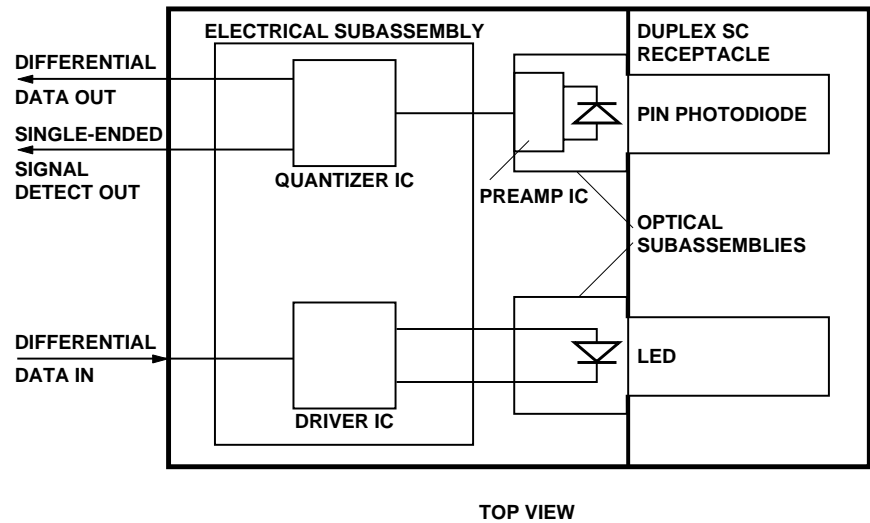 ELECTRICAL SUBASSEMBLY
DUPLEX SC
RECEPTACLE
DIFFERENTIAL
DATA OUT
SINGLE-ENDED
SIGNAL
DETECT OUT
QUANTIZER IC
PREAMP IC
PIN PHOTODIODE
OPTICAL
SUBASSEMBLIES
DIFFERENTIAL
DATA IN
DRIVER IC
LED
TOP VIEW